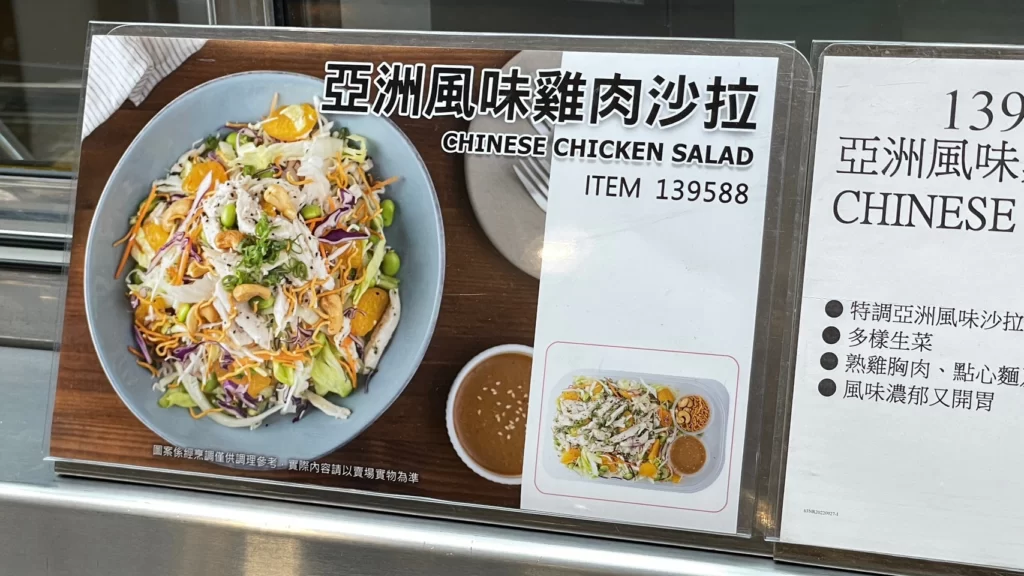 亞洲風味雞肉沙拉
CHINESE CHICKEN SALAD
ITEM 139588
圖案係經烹調僅供調理參考 實際內容請以賣場實物為準
139
亞洲風味
CHINESE
特調亞洲風味沙拉
多樣生菜
熟雞胸肉、點心麵
風味濃郁又開胃